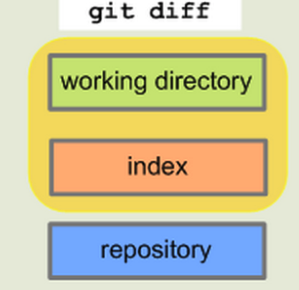 git diff
working directory
index
repository